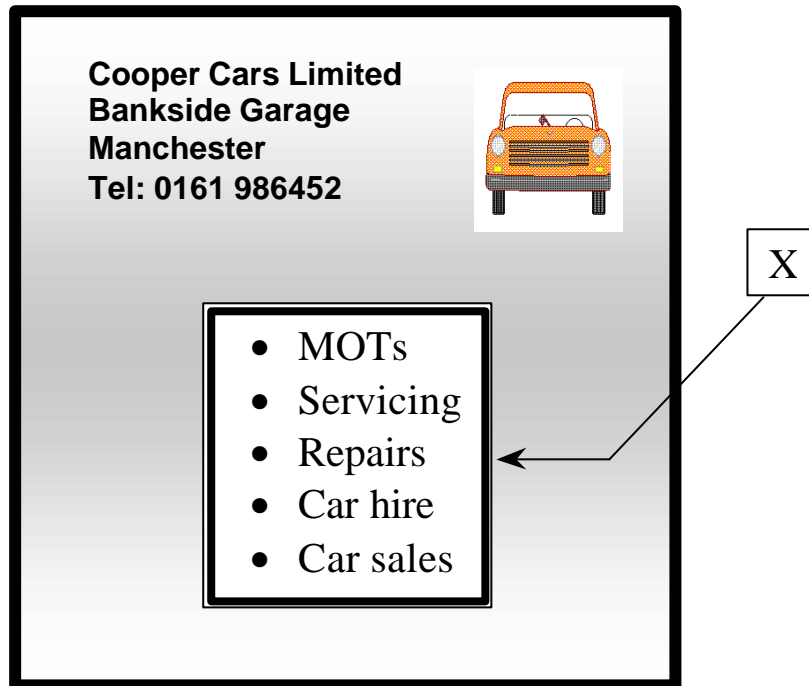 Cooper Cars Limited
Bankside Garage
Manchester
Tel: 0161 986452
X
• MOTs
• Servicing
• Repairs
• Car hire
• Car sales